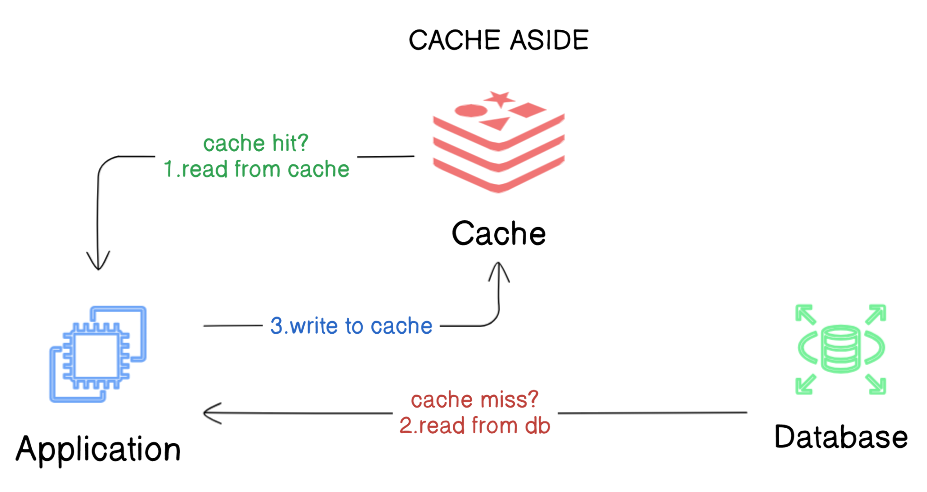 CACHE ASIDE
cache hit?
1.read from cache
Cache
3.write to cache
cache miss?
2.read from db
Application
Database